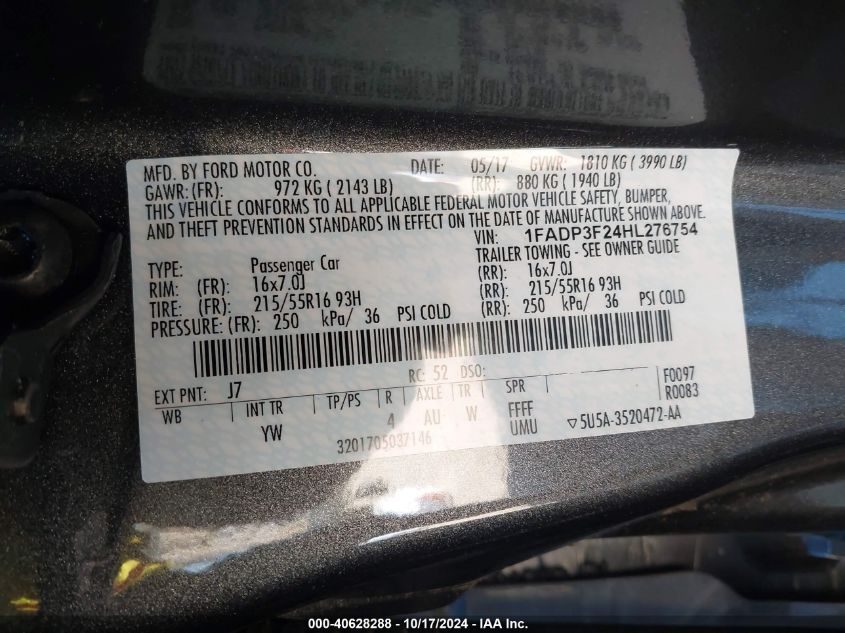 MFD. BY FORD MOTOR CO. DATE: 05/17 GVWR: 1810 KG ( 3990 LB)
GAWR: (FR): 972 KG ( 2143 LB) (RR): 880 KG ( 1940 LB)
THIS VEHICLE CONFORMS TO ALL APPLICABLE FEDERAL MOTOR VEHICLE SAFETY, BUMPER,
AND THEFT PREVENTION STANDARDS IN EFFECT ON THE DATE OF MANUFACTURE SHOWN ABOVE.
VIN: 1FADP3F24HL276754
TRAILER TOWING - SEE OWNER GUIDE
TYPE: Passenger Car
RIM: (FR): 16x7.0J (RR): 16x7.0J
TIRE: (FR): 215/55R16 93H (RR): 215/55R16 93H
PRESSURE: (FR): 250 kPa/ 36 PSI COLD (RR): 250 kPa/ 36 PSI COLD
RC: 52 DSO:
EXT PNT: J7 F0097
WB INT TR TP/PS R AXLE TR SPR R0083
YW 4 AU W FFFF
UMU
3201705037146 5U5A-3520472-AA
000-40628288 - 10/17/2024 - IAA Inc.